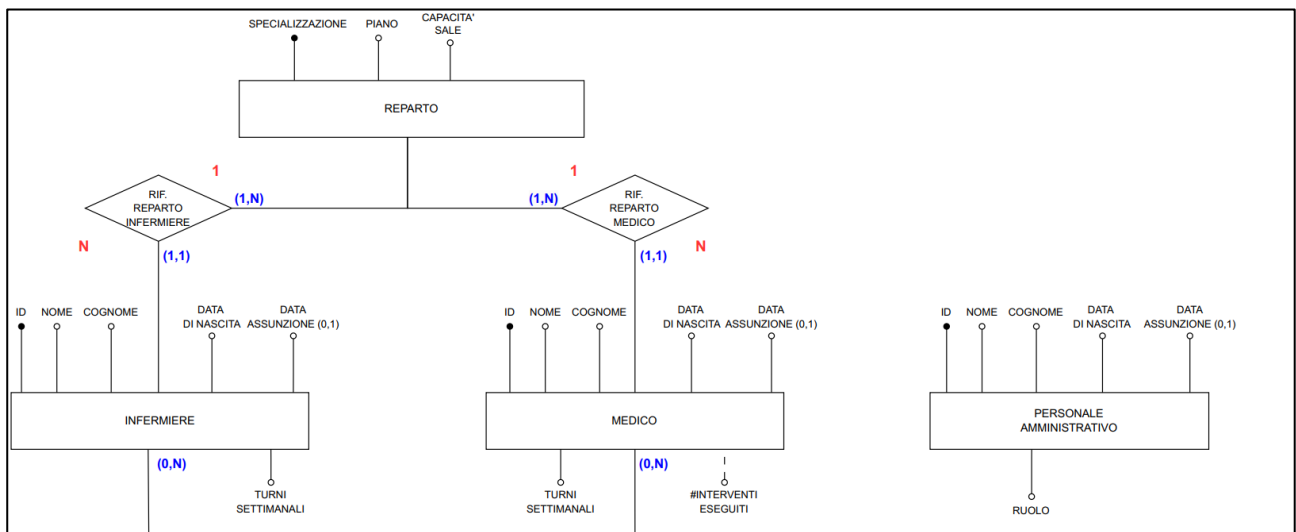 SPECIALIZZAZIONE
PIANO
CAPACITA'
SALE
REPARTO
1
1
RIF.
REPARTO
INFERMIERE
(1,N)
(1,N)
RIF.
REPARTO
MEDICO
N
(1,1)
(1,1)
N
ID
NOME
COGNOME
DATA
DI NASCITA
DATA
ASSUNZIONE (0,1)
ID
NOME
COGNOME
DATA
DI NASCITA
DATA
ASSUNZIONE (0,1)
ID
NOME
COGNOME
DATA
DI NASCITA
DATA
ASSUNZIONE (0,1)
INFERMIERE
MEDICO
PERSONALE
AMMINISTRATIVO
(0,N)
TURNI
SETTIMANALI
TURNI
SETTIMANALI
(0,N)
#INTERVENTI
ESEGUITI
RUOLO